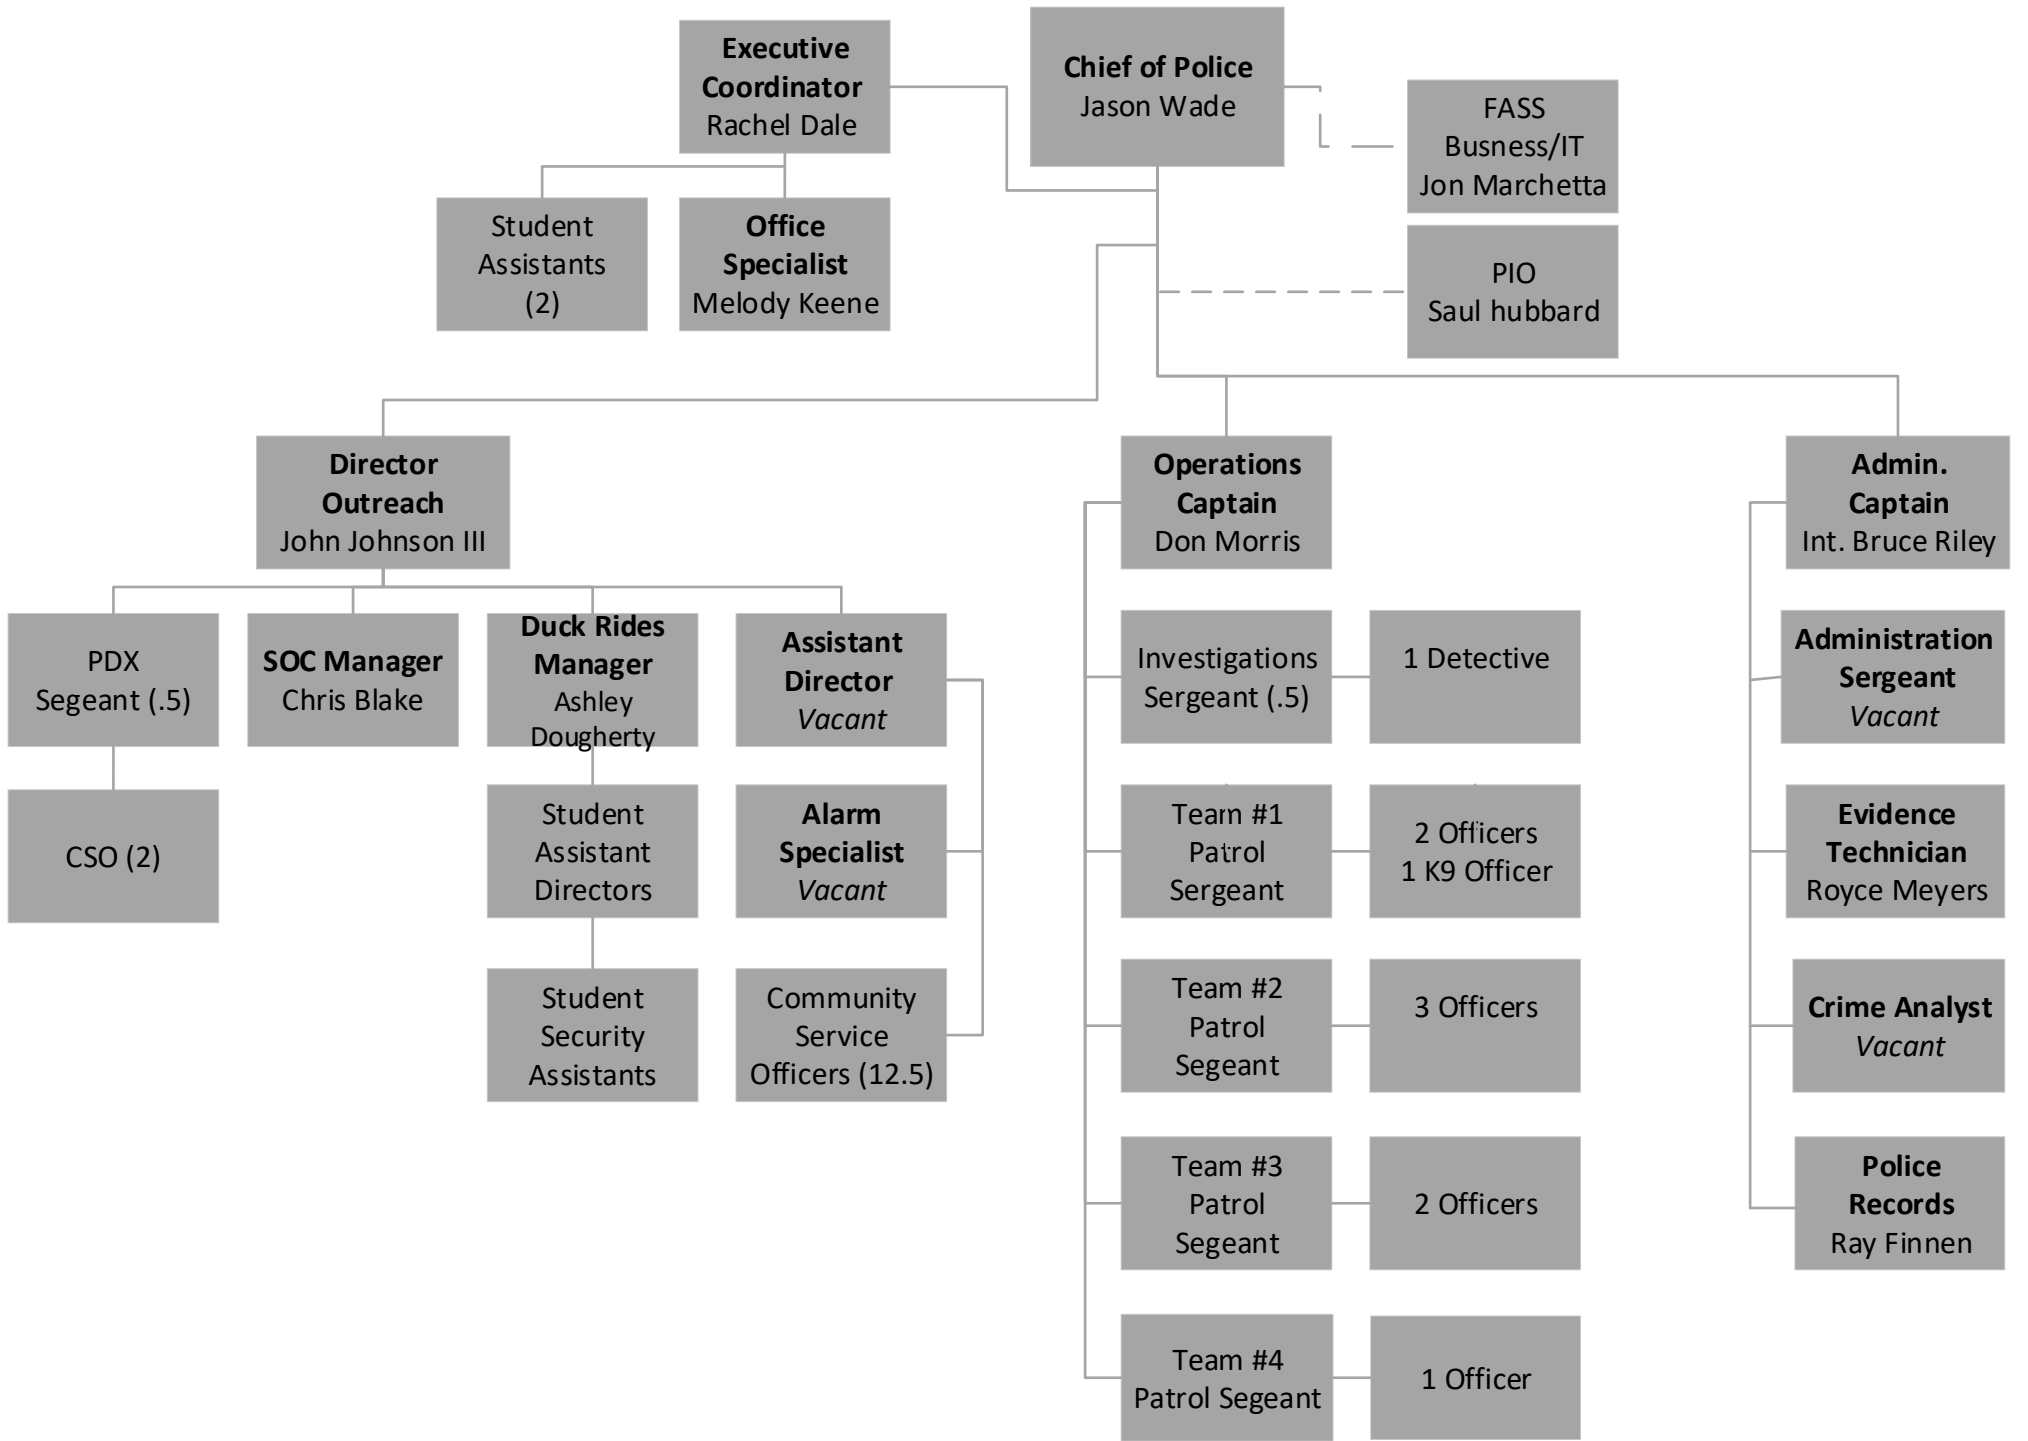 Executive
Coordinator
Rachel Dale
Chief of Police
Jason Wade
FASS
Busness/IT
Jon Marchetta
Student
Assistants
(2)
Office
Specialist
Melody Keene
PIO
Saul hubbard
Director
Outreach
John Johnson III
Operations
Captain
Don Morris
Admin.
Captain
Int. Bruce Riley
PDX
Segeant (.5)
SOC Manager
Chris Blake
Duck Rides
Manager
Ashley
Dougherty
Assistant
Director
Vacant
Investigations
Sergeant (.5)
1 Detective
Administration
Sergeant
Vacant
CSO (2)
Student
Assistant
Directors
Alarm
Specialist
Vacant
Team #1
Patrol
Sergeant
2 Officers
1 K9 Officer
Evidence
Technician
Royce Meyers
Student
Security
Assistants
Community
Service
Officers (12.5)
Team #2
Patrol
Segeant
3 Officers
Crime Analyst
Vacant
Team #3
Patrol
Segeant
2 Officers
Police
Records
Ray Finnen
Team #4
Patrol Segeant
1 Officer